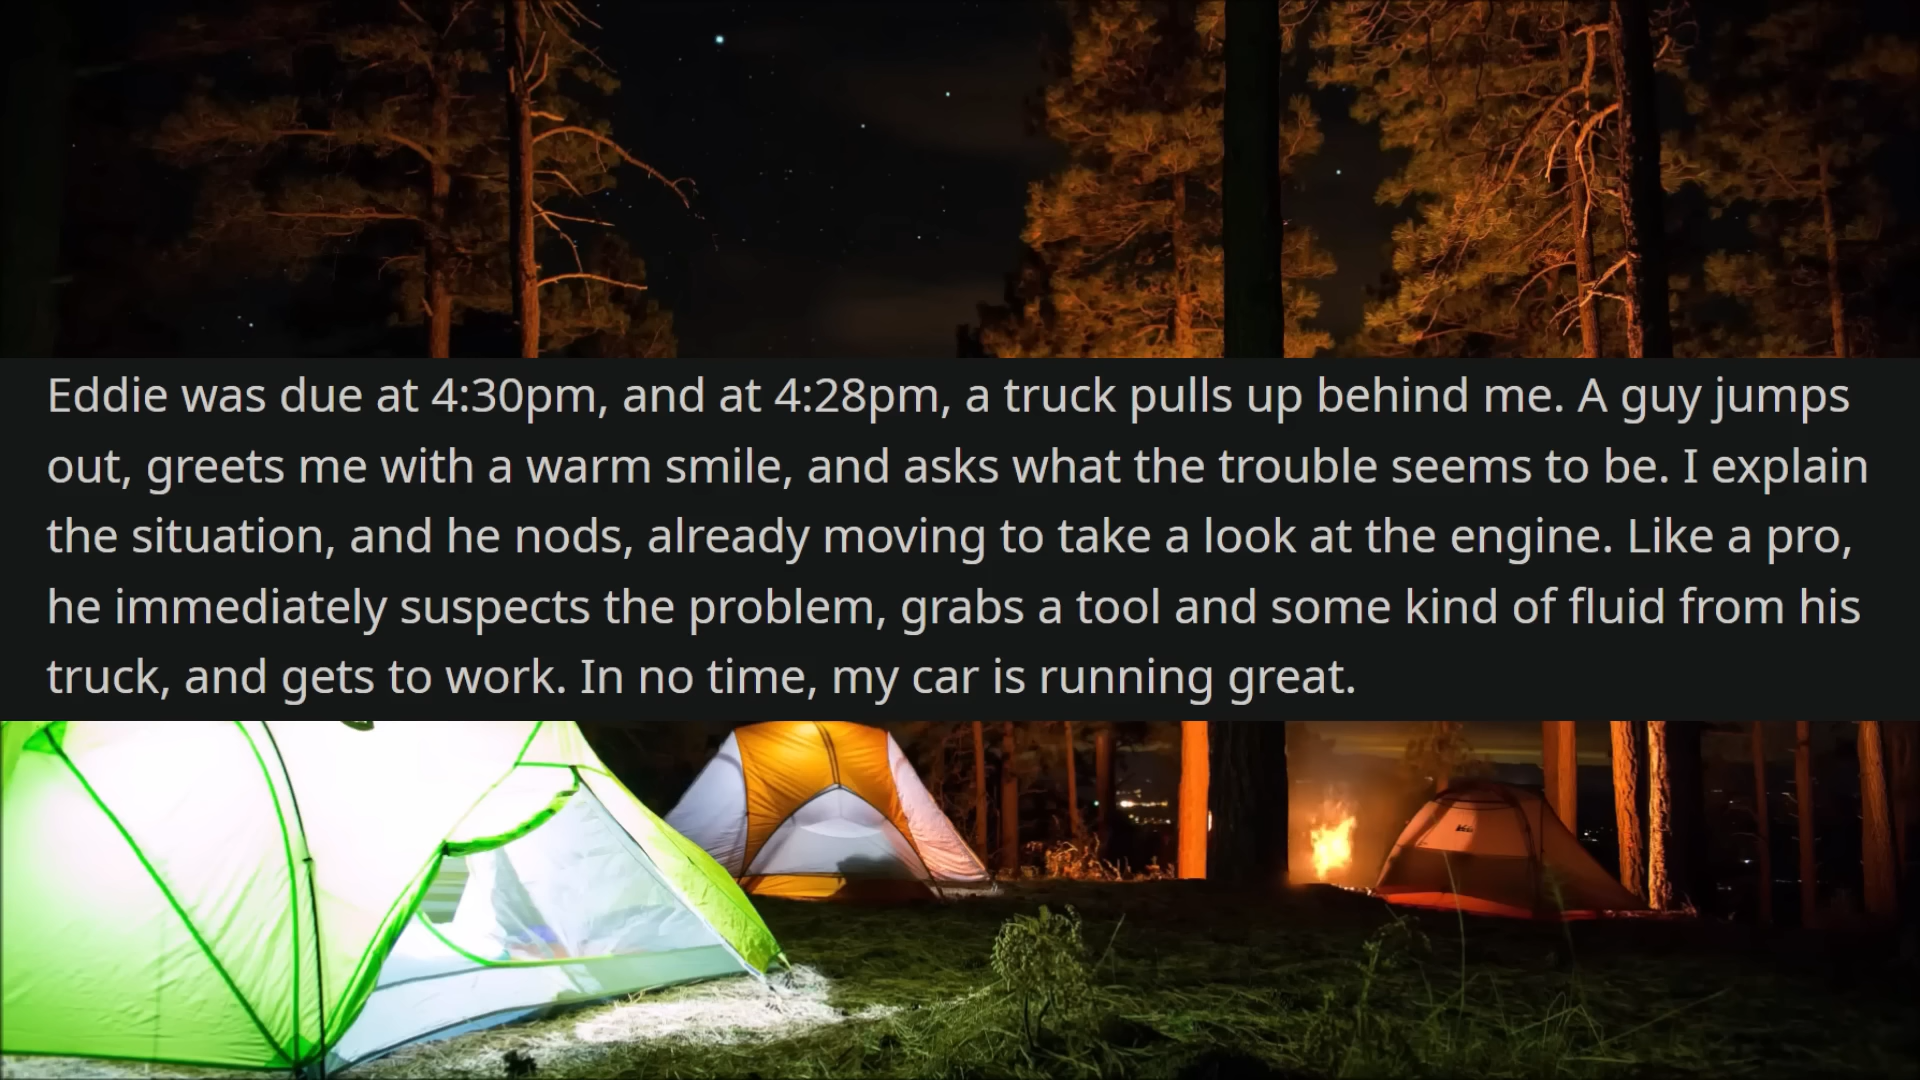 Eddie was due at 4:30pm, and at 4:28pm, a truck pulls up behind me. A guy jumps
out, greets me with a warm smile, and asks what the trouble seems to be. I explain
the situation, and he nods, already moving to take a look at the engine. Like a pro,
he immediately suspects the problem, grabs a tool and some kind of fluid from his
truck, and gets to work. In no time, my car is running great.